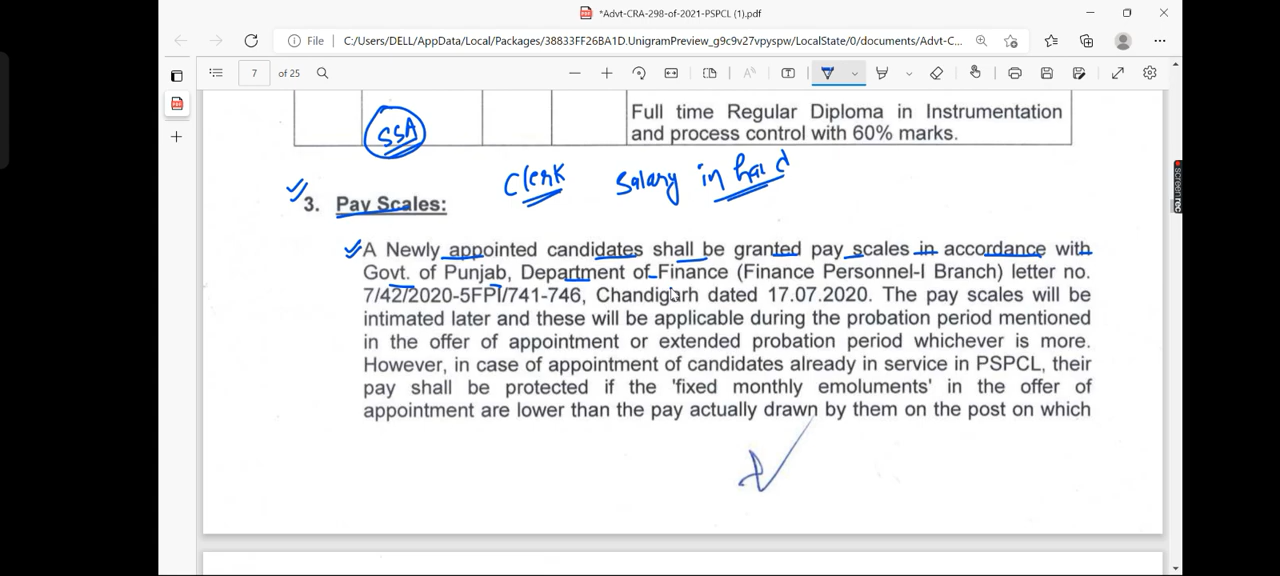 *Advt-CRA-298-of-2021-PSPCL (1).pdf
File C:/Users/DELL/AppData/Local/Packages/38833FF26BA1D.UnigramPreview_g9c9v27vpyspw/LocalState/0/documents/Advt-C...
7 of 25
SSA
Full time Regular Diploma in Instrumentation
and process control with 60% marks.
Clerk Salary in hand
3. Pay Scales:
A Newly appointed candidates shall be granted pay scales in accordance with
Govt. of Punjab, Department of Finance (Finance Personnel-I Branch) letter no.
7/42/2020-5FPI/741-746, Chandigarh dated 17.07.2020. The pay scales will be
intimated later and these will be applicable during the probation period mentioned
in the offer of appointment or extended probation period whichever is more.
However, in case of appointment of candidates already in service in PSPCL, their
pay shall be protected if the 'fixed monthly emoluments' in the offer of
appointment are lower than the pay actually drawn by them on the post on which
screen rec